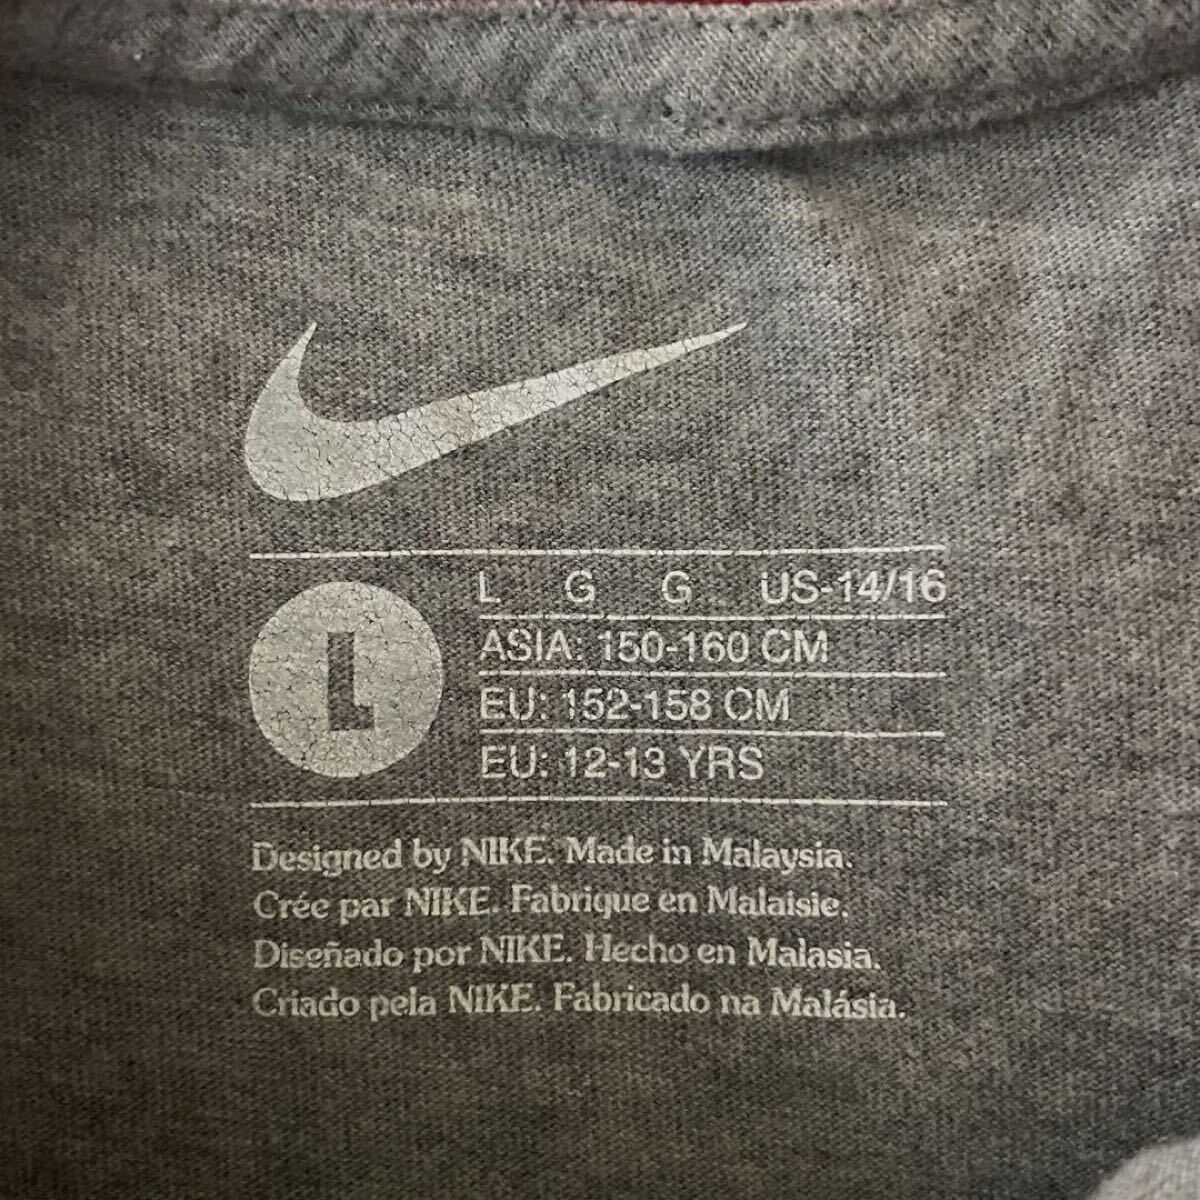 L
L G G US-14/16
ASIA: 150-160 CM
EU: 152-158 CM
EU: 12-13 YRS
Designed by NIKE. Made in Malaysia.
Crée par NIKE. Fabrique en Malaisie.
Diseñado por NIKE. Hecho en Malasia.
Criado pela NIKE. Fabricado na Malásia.